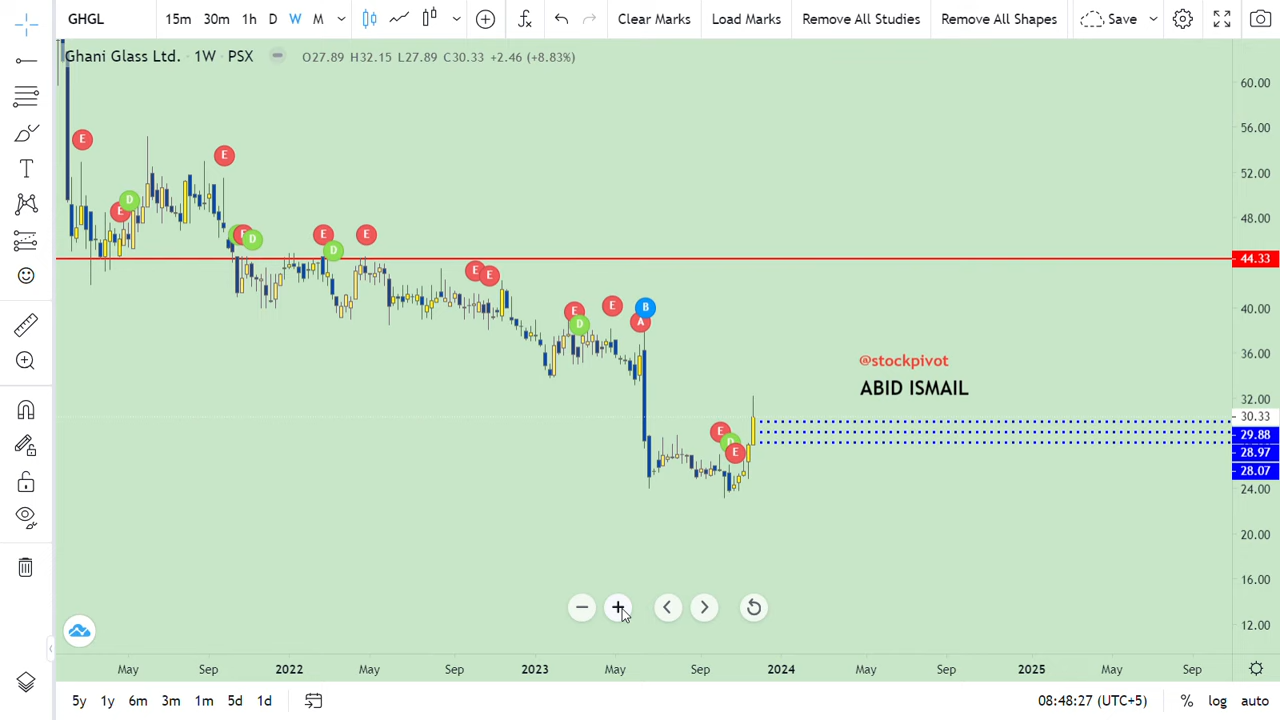 GHGL 15m 30m 1h D W M Clear Marks Load Marks Remove All Studies Remove All Shapes Save
Ghani Glass Ltd. · 1W · PSX O27.89 H32.15 L27.89 C30.33 +2.46 (+8.83%)
60.00
56.00
52.00
48.00
44.33
40.00
36.00
32.00
30.33
29.88
28.97
28.07
24.00
20.00
16.00
12.00
E
E
D
E
E
D
E
D
E
E
E
E
D
E
A
B
E
D
E
@stockpivot
ABID ISMAIL
May Sep 2022 May Sep 2023 May Sep 2024 May Sep 2025 May Sep
5y 1y 6m 3m 1m 5d 1d 08:48:27 (UTC+5) % log auto